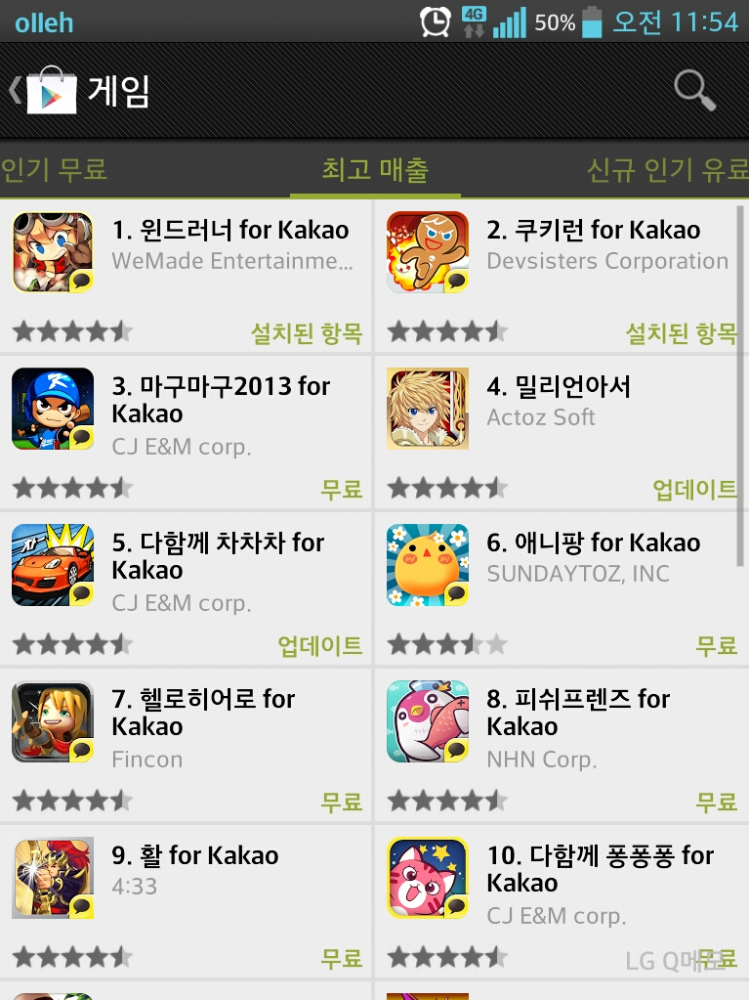 olleh 4G 50% 오전 11:54
게임
인기 무료 최고 매출 신규 인기 유료
1. 윈드러너 for Kakao
WeMade Entertainme...
설치된 항목
2. 쿠키런 for Kakao
Devsisters Corporation
설치된 항목
3. 마구마구2013 for
Kakao
CJ E&M corp.
무료
4. 밀리언아서
Actoz Soft
업데이트
5. 다함께 차차차 for
Kakao
CJ E&M corp.
업데이트
6. 애니팡 for Kakao
SUNDAYTOZ, INC
무료
7. 헬로히어로 for
Kakao
Fincon
무료
8. 피쉬프렌즈 for
Kakao
NHN Corp.
무료
9. 활 for Kakao
4:33
무료
10. 다함께 퐁퐁퐁 for
Kakao
CJ E&M corp.
무료
LG Q메모